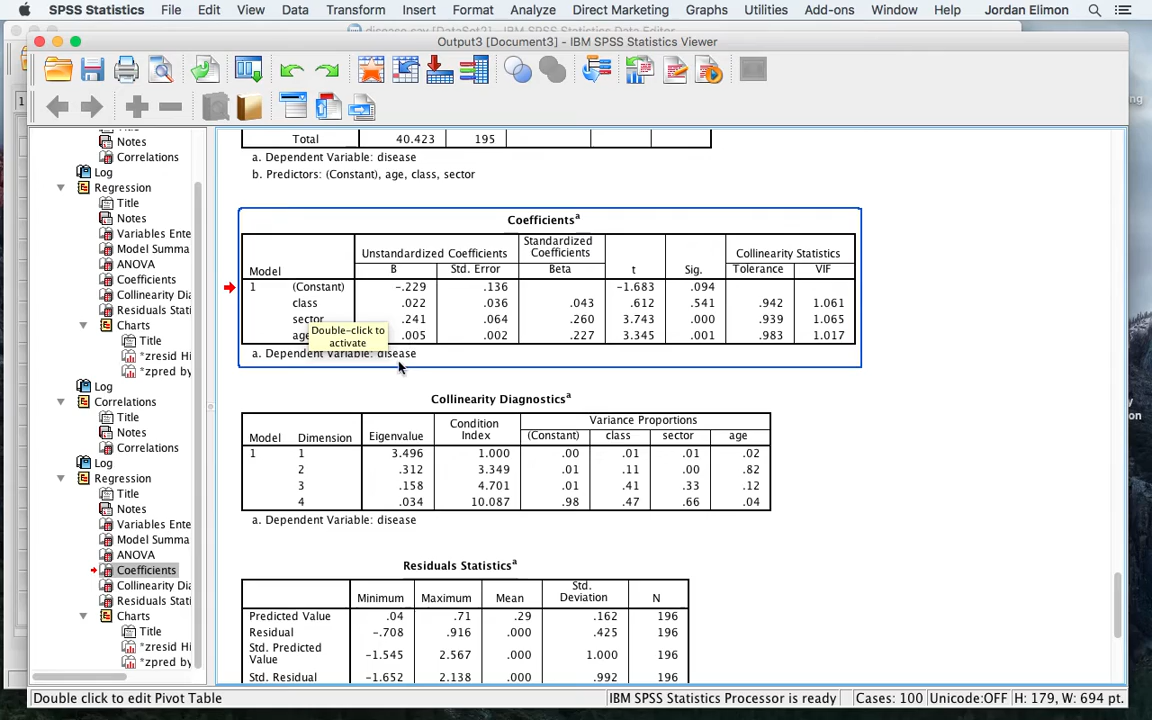 SPSS Statistics File Edit View Data Transform Insert Format Analyze Direct Marketing Graphs Utilities Add-ons Window Help Jordan Elimon
disease.sav [DataSet2] - IBM SPSS Statistics Data Editor
Output3 [Document3] - IBM SPSS Statistics Viewer
Notes
Correlations
Log
Regression
Title
Notes
Variables Ente
Model Summa
ANOVA
Coefficients
Collinearity Dia
Residuals Stati
Charts
Title
*zresid Hi
*zpred by
Log
Correlations
Title
Notes
Correlations
Log
Regression
Title
Notes
Variables Ente
Model Summa
ANOVA
Coefficients
Collinearity Dia
Residuals Stati
Charts
Title
*zresid Hi
*zpred by
Total 40.423 195
a. Dependent Variable: disease
b. Predictors: (Constant), age, class, sector
Coefficientsa
Unstandardized Coefficients Standardized Coefficients Collinearity Statistics
Model B Std. Error Beta t Sig. Tolerance VIF
1 (Constant) -.229 .136 -1.683 .094
class .022 .036 .043 .612 .541 .942 1.061
sector .241 .064 .260 3.743 .000 .939 1.065
age .005 .002 .227 3.345 .001 .983 1.017
a. Dependent Variable: disease
Double-click to
activate
Collinearity Diagnosticsa
Variance Proportions
Model Dimension Eigenvalue Condition Index (Constant) class sector age
1 1 3.496 1.000 .00 .01 .01 .02
2 .312 3.349 .01 .11 .00 .82
3 .158 4.701 .01 .41 .33 .12
4 .034 10.087 .98 .47 .66 .04
a. Dependent Variable: disease
Residuals Statisticsa
Minimum Maximum Mean Std. Deviation N
Predicted Value .04 .71 .29 .162 196
Residual -.708 .916 .000 .425 196
Std. Predicted Value -1.545 2.567 .000 1.000 196
Std. Residual -1.652 2.138 .000 .992 196
Double click to edit Pivot Table IBM SPSS Statistics Processor is ready Cases: 100 Unicode:OFF H: 179, W: 694 pt.